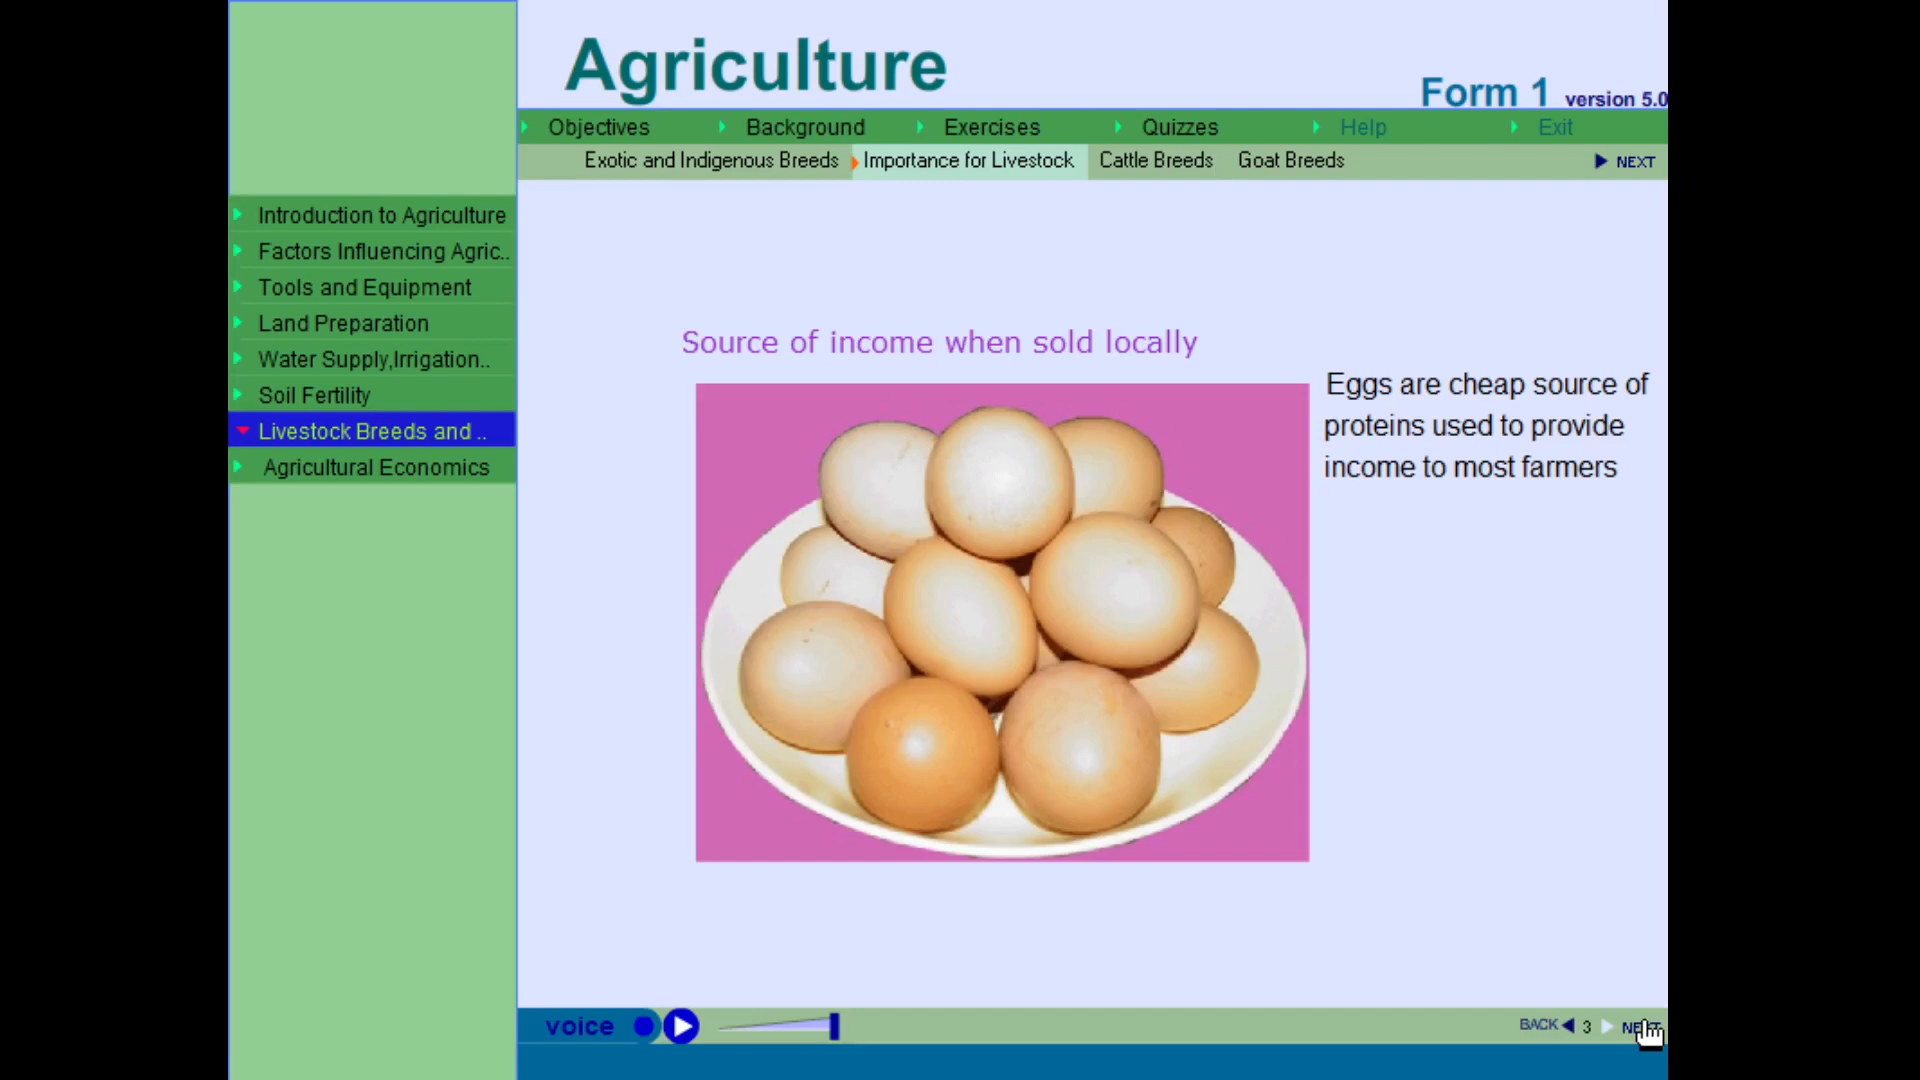 Agriculture
Form 1 version 5.0
Objectives Background Exercises Quizzes Help Exit
Exotic and Indigenous Breeds Importance for Livestock Cattle Breeds Goat Breeds NEXT
Introduction to Agriculture
Factors Influencing Agric..
Tools and Equipment
Land Preparation
Water Supply,Irrigation..
Soil Fertility
Livestock Breeds and ..
Agricultural Economics
Source of income when sold locally
Eggs are cheap source of
proteins used to provide
income to most farmers
voice
BACK 3 NEXT